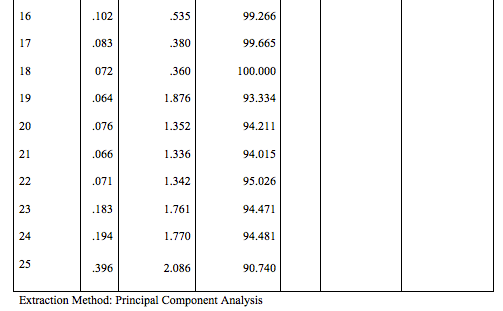 16 .102 .535 99.266
17 .083 .380 99.665
18 072 .360 100.000
19 .064 1.876 93.334
20 .076 1.352 94.211
21 .066 1.336 94.015
22 .071 1.342 95.026
23 .183 1.761 94.471
24 .194 1.770 94.481
25 .396 2.086 90.740
Extraction Method: Principal Component Analysis